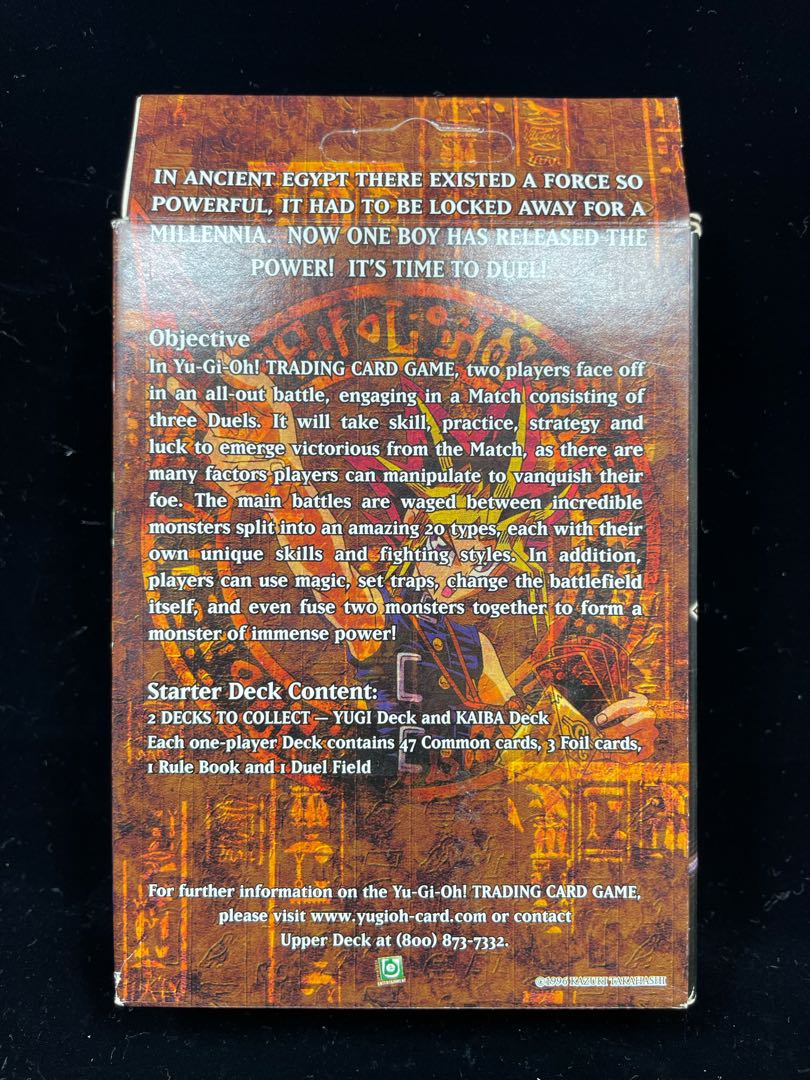 IN ANCIENT EGYPT THERE EXISTED A FORCE SO
POWERFUL, IT HAD TO BE LOCKED AWAY FOR A
MILLENNIA. NOW ONE BOY HAS RELEASED THE
POWER! IT'S TIME TO DUEL!
Objective
In Yu-Gi-Oh! TRADING CARD GAME, two players face off
in an all-out battle, engaging in a Match consisting of
three Duels. It will take skill, practice, strategy and
luck to emerge victorious from the Match, as there are
many factors players can manipulate to vanquish their
foe. The main battles are waged between incredible
monsters split into an amazing 20 types, each with their
own unique skills and fighting styles. In addition,
players can use magic, set traps, change the battlefield
itself, and even fuse two monsters together to form a
monster of immense power!
Starter Deck Content:
2 DECKS TO COLLECT — YUGI Deck and KAIBA Deck
Each one-player Deck contains 47 Common cards, 3 Foil cards,
1 Rule Book and 1 Duel Field
For further information on the Yu-Gi-Oh! TRADING CARD GAME,
please visit www.yugioh-card.com or contact
Upper Deck at (800) 873-7332.
ENTERTAINMENT
©1996 KAZUKI TAKAHASHI